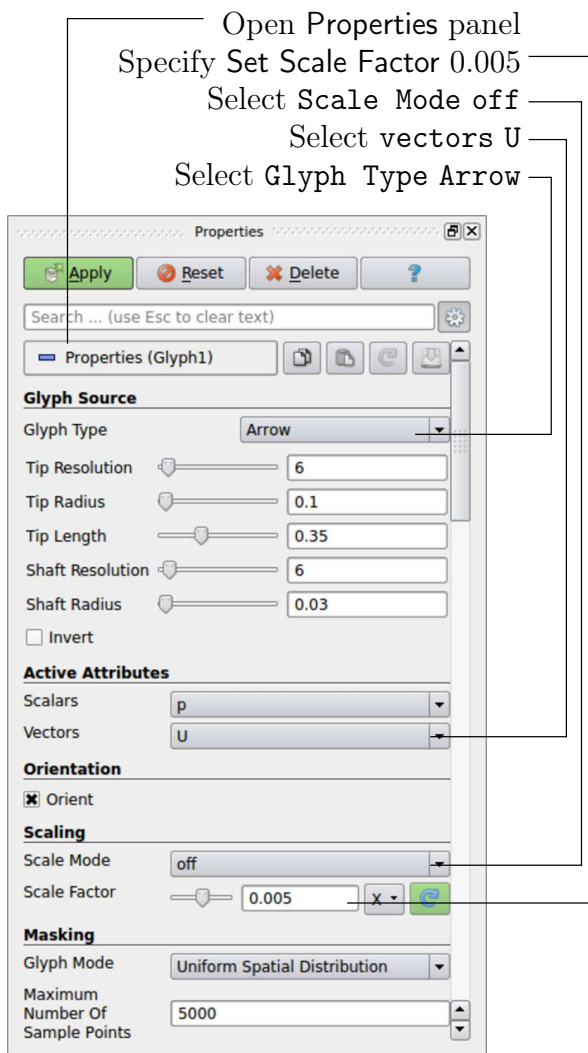 Open Properties panel
Specify Set Scale Factor 0.005
Select Scale Mode off
Select vectors U
Select Glyph Type Arrow
Properties
Apply Reset Delete ?
Search ... (use Esc to clear text)
Properties (Glyph1)
Glyph Source
Glyph Type Arrow
Tip Resolution 6
Tip Radius 0.1
Tip Length 0.35
Shaft Resolution 6
Shaft Radius 0.03
Invert
Active Attributes
Scalars p
Vectors U
Orientation
Orient
Scaling
Scale Mode off
Scale Factor 0.005 X
Masking
Glyph Mode Uniform Spatial Distribution
Maximum
Number Of 5000
Sample Points